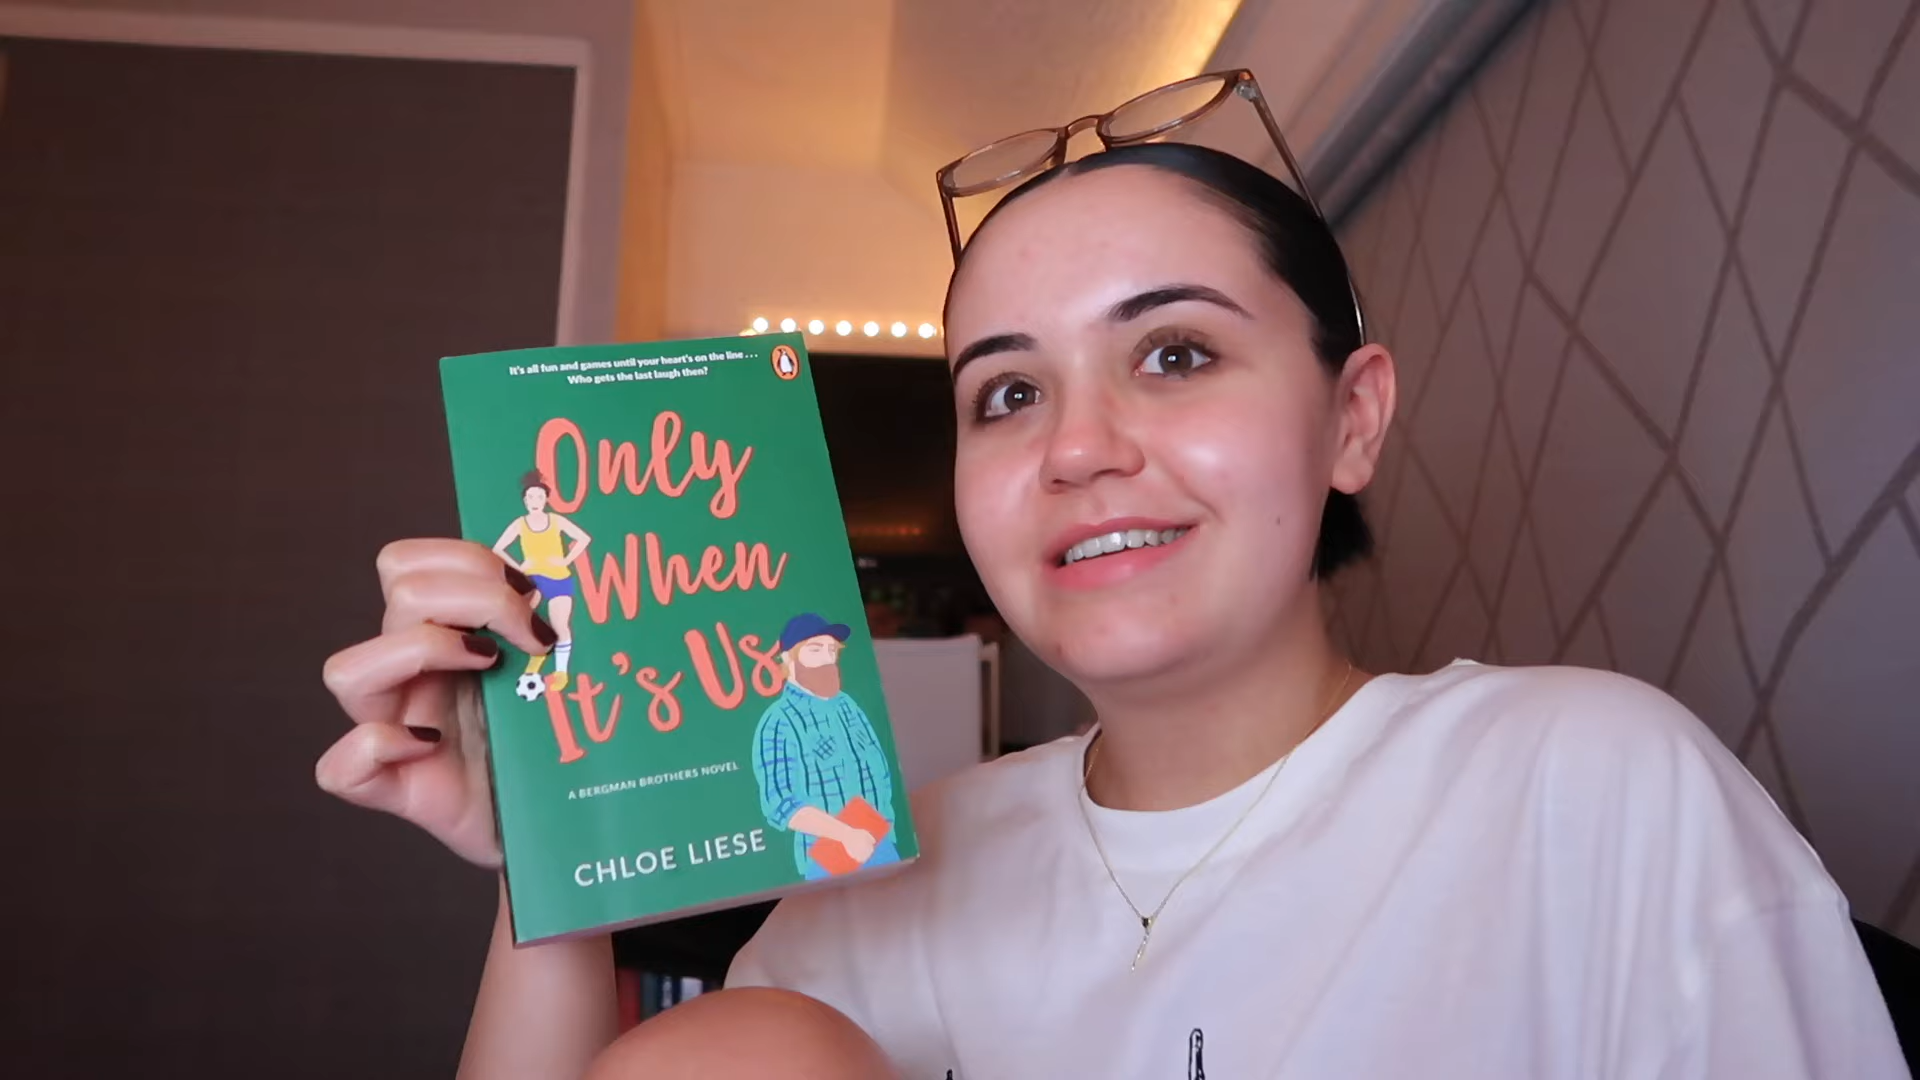 It's all fun and games until your heart's on the line...
Who gets the last laugh then?
Only
When
It's Us
A BERGMAN BROTHERS NOVEL
CHLOE LIESE